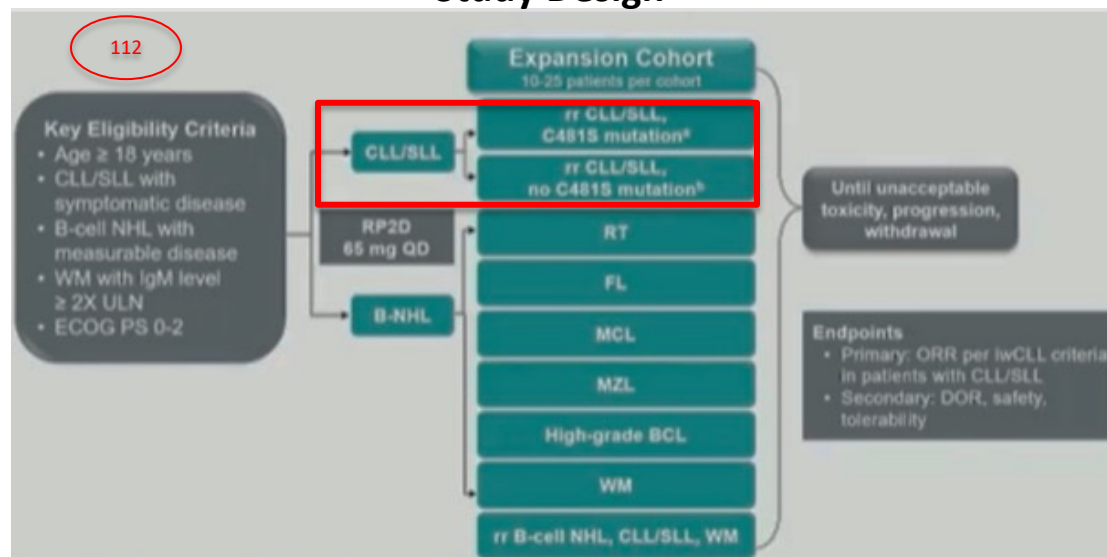 Study Design
112
Key Eligibility Criteria
• Age ≥ 18 years
• CLL/SLL with
symptomatic disease
• B-cell NHL with
measurable disease
• WM with IgM level
≥ 2X ULN
• ECOG PS 0-2
CLL/SLL
RP2D
65 mg QD
B-NHL
Expansion Cohort
10-25 patients per cohort
rr CLL/SLL,
C481S mutationᵃ
rr CLL/SLL,
no C481S mutationᵇ
RT
FL
MCL
MZL
High-grade BCL
WM
rr B-cell NHL, CLL/SLL, WM
Until unacceptable
toxicity, progression,
withdrawal
Endpoints
• Primary: ORR per iwCLL criteria
in patients with CLL/SLL
• Secondary: DOR, safety,
tolerability